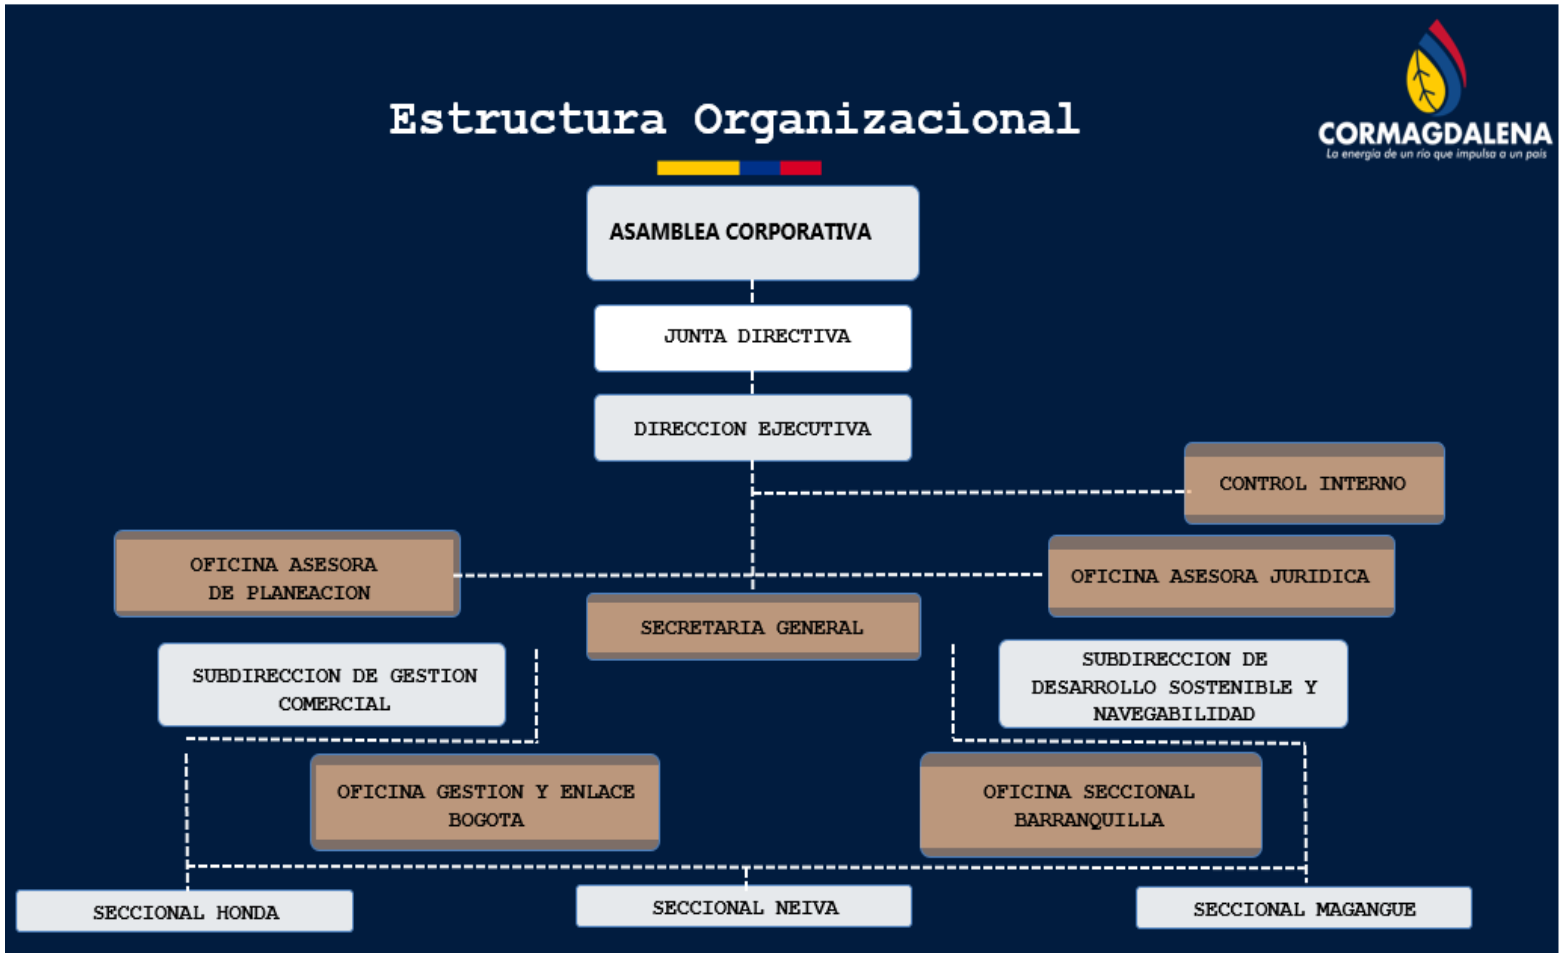 CORMAGDALENA
La energía de un río que impulsa a un país
Estructura Organizacional
ASAMBLEA CORPORATIVA
JUNTA DIRECTIVA
DIRECCION EJECUTIVA
CONTROL INTERNO
OFICINA ASESORA
DE PLANEACION
OFICINA ASESORA JURIDICA
SECRETARIA GENERAL
SUBDIRECCION DE GESTION
COMERCIAL
SUBDIRECCION DE
DESARROLLO SOSTENIBLE Y
NAVEGABILIDAD
OFICINA GESTION Y ENLACE
BOGOTA
OFICINA SECCIONAL
BARRANQUILLA
SECCIONAL HONDA
SECCIONAL NEIVA
SECCIONAL MAGANGUE